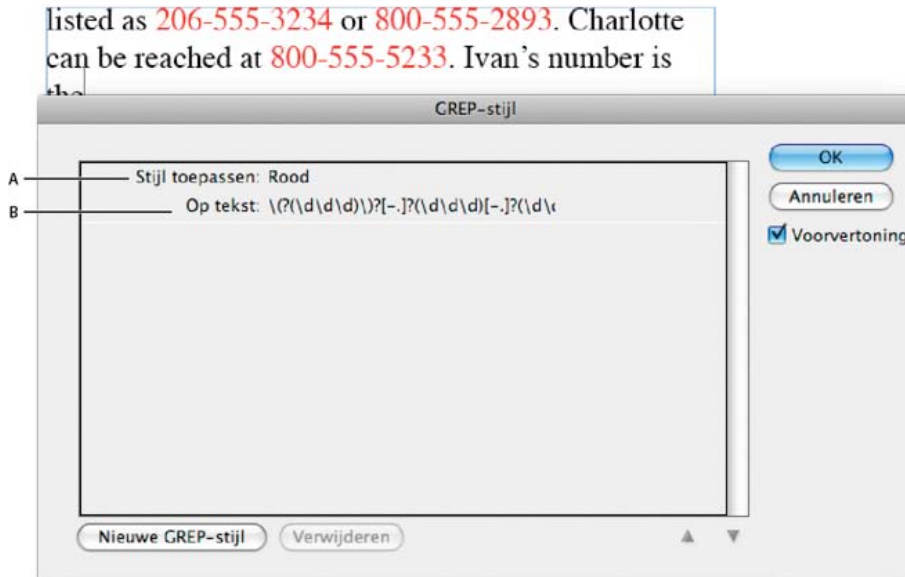 listed as 206-555-3234 or 800-555-2893. Charlotte
can be reached at 800-555-5233. Ivan's number is
the
GREP-stijl
A
Stijl toepassen: Rood
B
Op tekst: \(?(\d\d\d)\)?[-.]?(\d\d\d)[-.]?(\d\
OK
Annuleren
Voorvertoning
Nieuwe GREP-stijl
Verwijderen